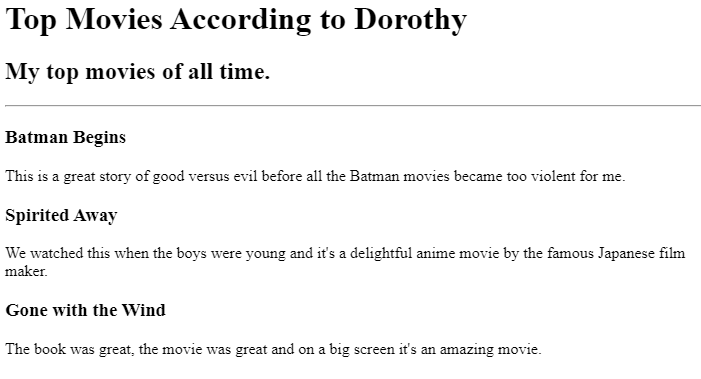 Top Movies According to Dorothy
My top movies of all time.
Batman Begins
This is a great story of good versus evil before all the Batman movies became too violent for me.
Spirited Away
We watched this when the boys were young and it's a delightful anime movie by the famous Japanese film
maker.
Gone with the Wind
The book was great, the movie was great and on a big screen it's an amazing movie.